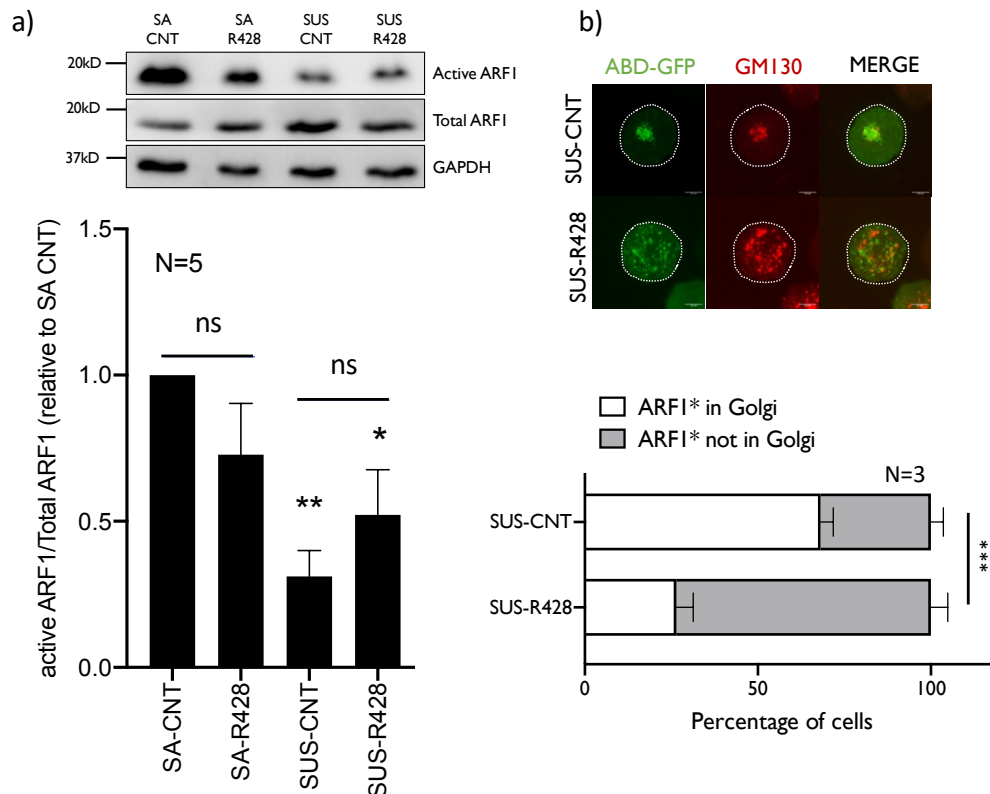 a)
SA CNT
SA R428
SUS CNT
SUS R428
20kD
Active ARF1
20kD
Total ARF1
37kD
GAPDH
active ARF1/Total ARF1 (relative to SA CNT)
1.5
1.0
0.5
0.0
N=5
ns
ns
**
*
SA-CNT
SA-R428
SUS-CNT
SUS-R428
b)
ABD-GFP
GM130
MERGE
SUS-CNT
SUS-R428
ARF1* in Golgi
ARF1* not in Golgi
N=3
SUS-CNT
SUS-R428
***
0
50
100
Percentage of cells